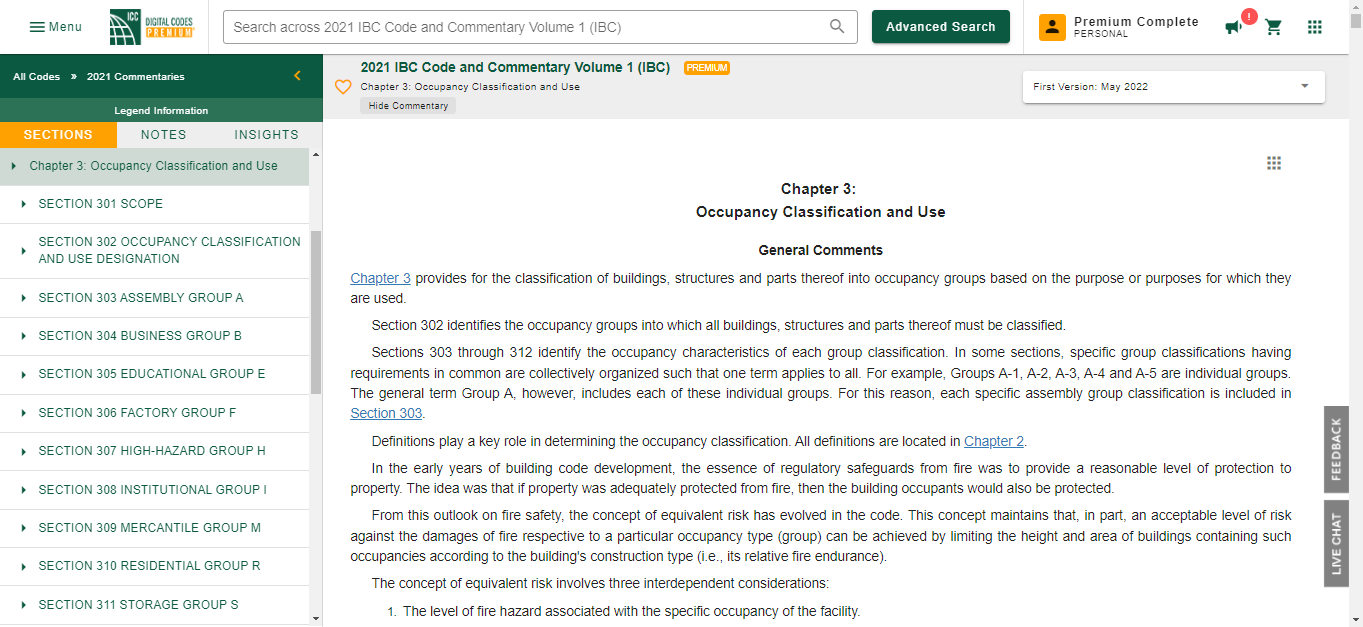 Menu
ICC
DIGITAL CODES
PREMIUM
Search across 2021 IBC Code and Commentary Volume 1 (IBC)
Advanced Search
Premium Complete
PERSONAL
!
All Codes » 2021 Commentaries
Legend Information
SECTIONS NOTES INSIGHTS
Chapter 3: Occupancy Classification and Use
SECTION 301 SCOPE
SECTION 302 OCCUPANCY CLASSIFICATION
AND USE DESIGNATION
SECTION 303 ASSEMBLY GROUP A
SECTION 304 BUSINESS GROUP B
SECTION 305 EDUCATIONAL GROUP E
SECTION 306 FACTORY GROUP F
SECTION 307 HIGH-HAZARD GROUP H
SECTION 308 INSTITUTIONAL GROUP I
SECTION 309 MERCANTILE GROUP M
SECTION 310 RESIDENTIAL GROUP R
SECTION 311 STORAGE GROUP S
2021 IBC Code and Commentary Volume 1 (IBC) PREMIUM
Chapter 3: Occupancy Classification and Use
Hide Commentary
First Version: May 2022
Chapter 3:
Occupancy Classification and Use
General Comments
Chapter 3 provides for the classification of buildings, structures and parts thereof into occupancy groups based on the purpose or purposes for which they
are used.
Section 302 identifies the occupancy groups into which all buildings, structures and parts thereof must be classified.
Sections 303 through 312 identify the occupancy characteristics of each group classification. In some sections, specific group classifications having
requirements in common are collectively organized such that one term applies to all. For example, Groups A-1, A-2, A-3, A-4 and A-5 are individual groups.
The general term Group A, however, includes each of these individual groups. For this reason, each specific assembly group classification is included in
Section 303.
Definitions play a key role in determining the occupancy classification. All definitions are located in Chapter 2.
In the early years of building code development, the essence of regulatory safeguards from fire was to provide a reasonable level of protection to
property. The idea was that if property was adequately protected from fire, then the building occupants would also be protected.
From this outlook on fire safety, the concept of equivalent risk has evolved in the code. This concept maintains that, in part, an acceptable level of risk
against the damages of fire respective to a particular occupancy type (group) can be achieved by limiting the height and area of buildings containing such
occupancies according to the building's construction type (i.e., its relative fire endurance).
The concept of equivalent risk involves three interdependent considerations:
1. The level of fire hazard associated with the specific occupancy of the facility.
FEEDBACK
LIVE CHAT